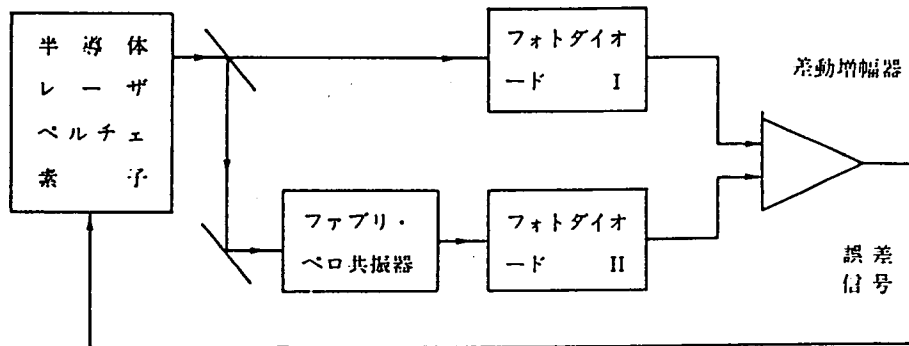 半導体
レーザ
ペルチェ
素子
フォトダイオ
ード I
差動増幅器
ファブリ・
ペロ共振器
フォトダイオ
ード II
誤差
信号